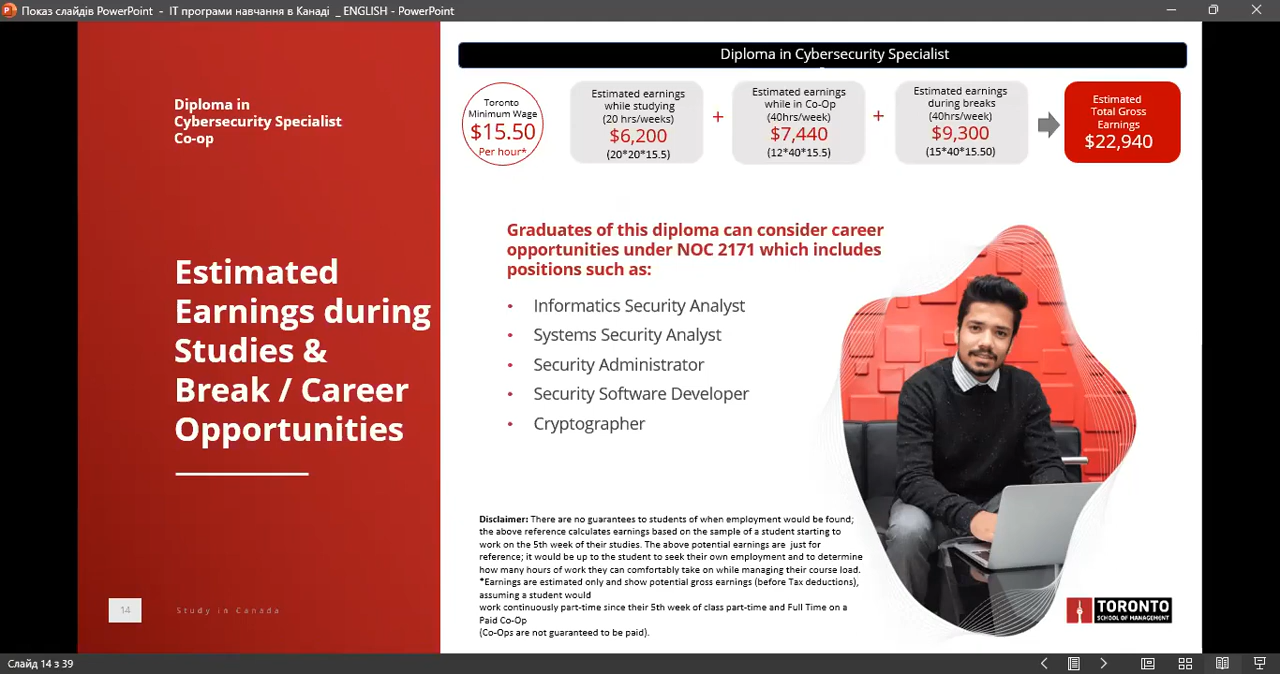 Показ слайдів PowerPoint - IT програми навчання в Канаді _ ENGLISH - PowerPoint
Diploma in
Cybersecurity Specialist
Co-op
Estimated
Earnings during
Studies &
Break / Career
Opportunities
14
Study in Canada
Diploma in Cybersecurity Specialist
Toronto
Minimum Wage
$15.50
Per hour*
Estimated earnings
while studying
(20 hrs/weeks)
$6,200
(20*20*15.5)
+
Estimated earnings
while in Co-Op
(40hrs/week)
$7,440
(12*40*15.5)
+
Estimated earnings
during breaks
(40hrs/week)
$9,300
(15*40*15.50)
Estimated
Total Gross
Earnings
$22,940
Graduates of this diploma can consider career
opportunities under NOC 2171 which includes
positions such as:
• Informatics Security Analyst
• Systems Security Analyst
• Security Administrator
• Security Software Developer
• Cryptographer
Disclaimer: There are no guarantees to students of when employment would be found;
the above reference calculates earnings based on the sample of a student starting to
work on the 5th week of their studies. The above potential earnings are just for
reference; it would be up to the student to seek their own employment and to determine
how many hours of work they can comfortably take on while managing their course load.
*Earnings are estimated only and show potential gross earnings (before Tax deductions),
assuming a student would
work continuously part-time since their 5th week of class part-time and Full Time on a
Paid Co-Op
(Co-Ops are not guaranteed to be paid).
TORONTO
SCHOOL OF MANAGEMENT
Слайд 14 з 39